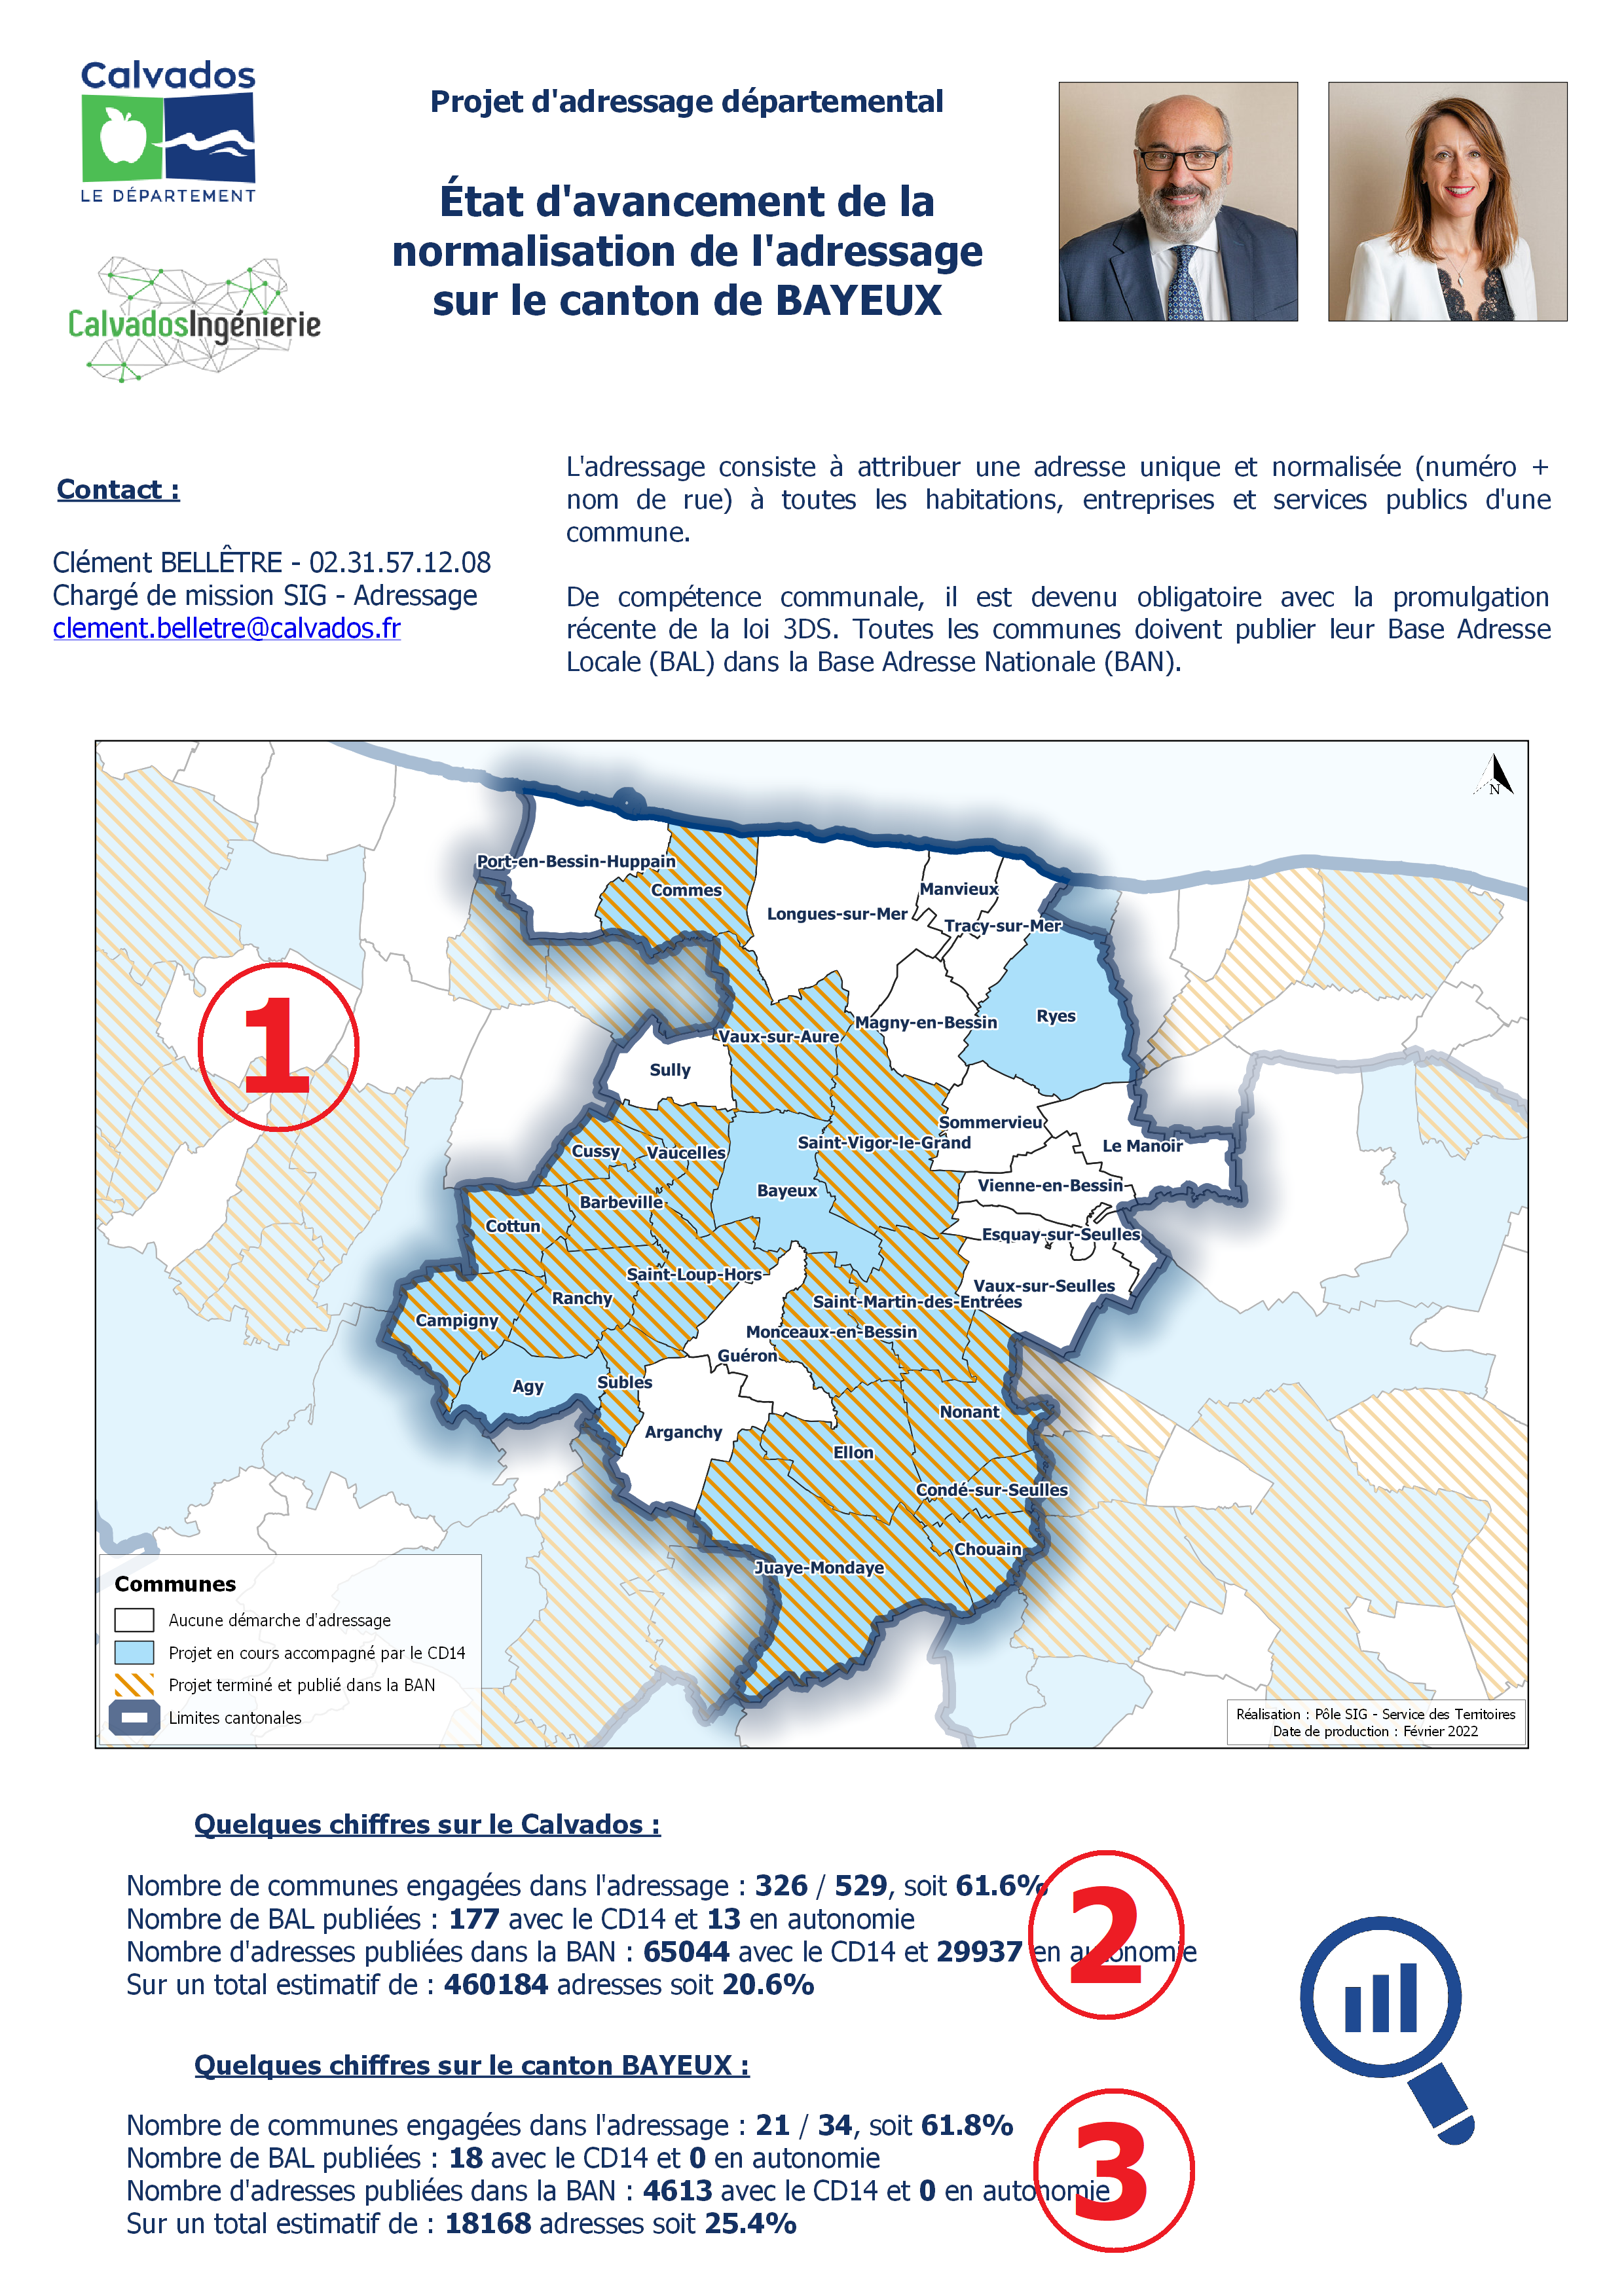 Calvados
LE DÉPARTEMENT
CalvadosIngénierie
Projet d'adressage départemental
État d'avancement de la
normalisation de l'adressage
sur le canton de BAYEUX
Contact :
Clément BELLÊTRE - 02.31.57.12.08
Chargé de mission SIG - Adressage
clement.belletre@calvados.fr
L'adressage consiste à attribuer une adresse unique et normalisée (numéro +
nom de rue) à toutes les habitations, entreprises et services publics d'une
commune.
De compétence communale, il est devenu obligatoire avec la promulgation
récente de la loi 3DS. Toutes les communes doivent publier leur Base Adresse
Locale (BAL) dans la Base Adresse Nationale (BAN).
N
Port-en-Bessin-Huppain
Commes
Manvieux
Longues-sur-Mer
Tracy-sur-Mer
1
Ryes
Magny-en-Bessin
Vaux-sur-Aure
Sully
Sommervieu
Saint-Vigor-le-Grand
Le Manoir
Cussy
Vaucelles
Vienne-en-Bessin
Bayeux
Barbeville
Cottun
Esquay-sur-Seulles
Saint-Loup-Hors
Vaux-sur-Seulles
Ranchy
Saint-Martin-des-Entrées
Campigny
Monceaux-en-Bessin
Guéron
Agy
Subles
Nonant
Arganchy
Ellon
Condé-sur-Seulles
Chouain
Juaye-Mondaye
Communes
Aucune démarche d'adressage
Projet en cours accompagné par le CD14
Projet terminé et publié dans la BAN
Limites cantonales
Réalisation : Pôle SIG - Service des Territoires
Date de production : Février 2022
Quelques chiffres sur le Calvados :
Nombre de communes engagées dans l'adressage : 326 / 529, soit 61.6%
Nombre de BAL publiées : 177 avec le CD14 et 13 en autonomie
Nombre d'adresses publiées dans la BAN : 65044 avec le CD14 et 29937 en autonomie
Sur un total estimatif de : 460184 adresses soit 20.6%
2
Quelques chiffres sur le canton BAYEUX :
Nombre de communes engagées dans l'adressage : 21 / 34, soit 61.8%
Nombre de BAL publiées : 18 avec le CD14 et 0 en autonomie
Nombre d'adresses publiées dans la BAN : 4613 avec le CD14 et 0 en autonomie
Sur un total estimatif de : 18168 adresses soit 25.4%
3